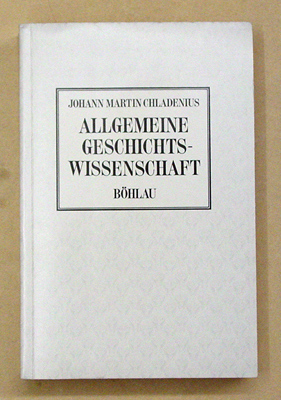 JOHANN MARTIN CHLADENIUS
ALLGEMEINE
GESCHICHTS-
WISSENSCHAFT
BÖHLAU